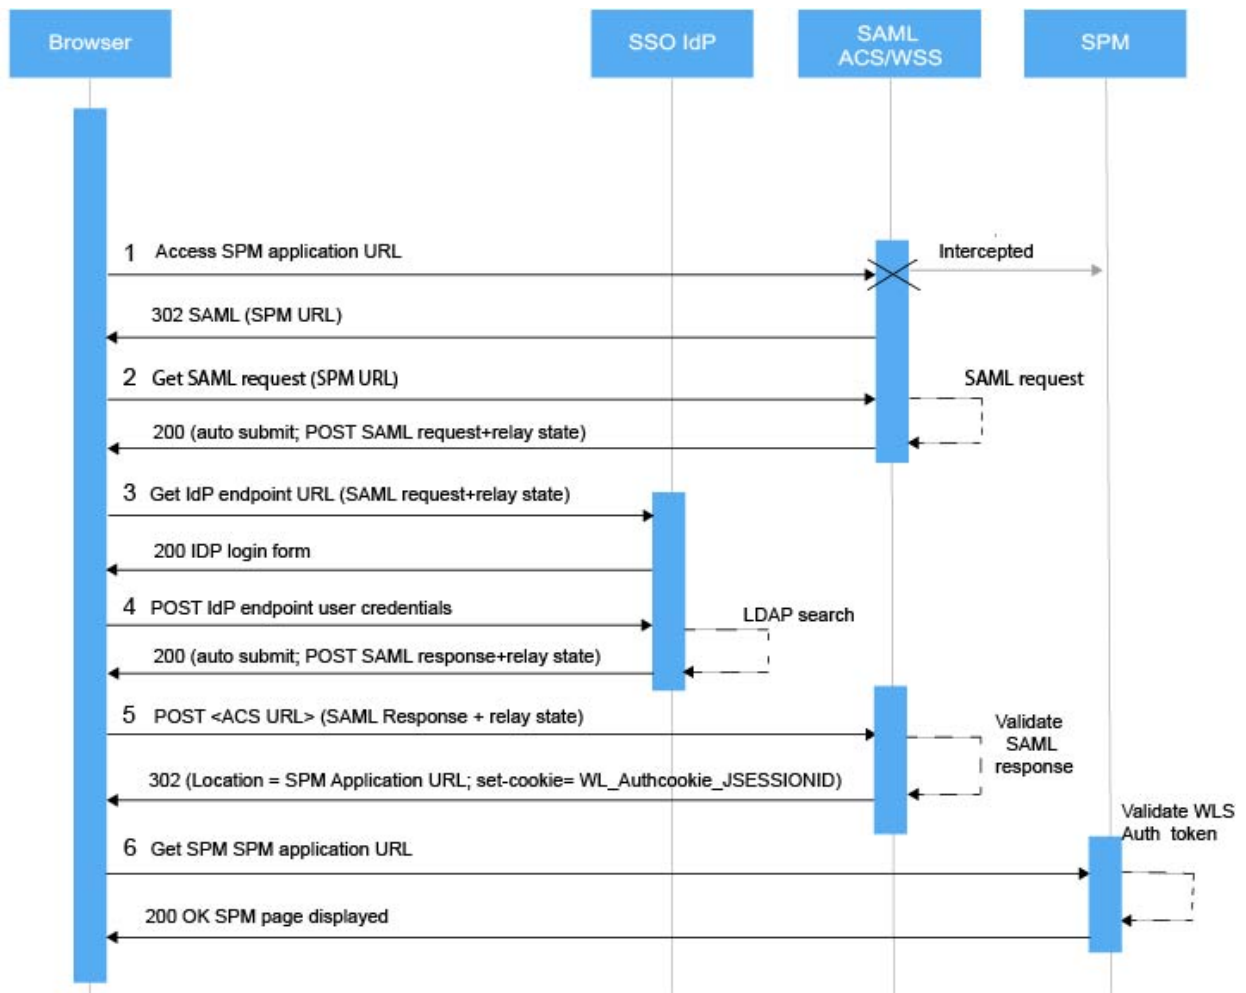 Browser
SSO IdP
SAML
ACS/WSS
SPM
1 Access SPM application URL
Intercepted
302 SAML (SPM URL)
2 Get SAML request (SPM URL)
SAML request
200 (auto submit; POST SAML request+relay state)
3 Get IdP endpoint URL (SAML request+relay state)
200 IDP login form
4 POST IdP endpoint user credentials
LDAP search
200 (auto submit; POST SAML response+relay state)
5 POST <ACS URL> (SAML Response + relay state)
Validate
SAML
response
302 (Location = SPM Application URL; set-cookie= WL_Authcookie_JSESSIONID)
Validate WLS
Auth token
6 Get SPM SPM application URL
200 OK SPM page displayed